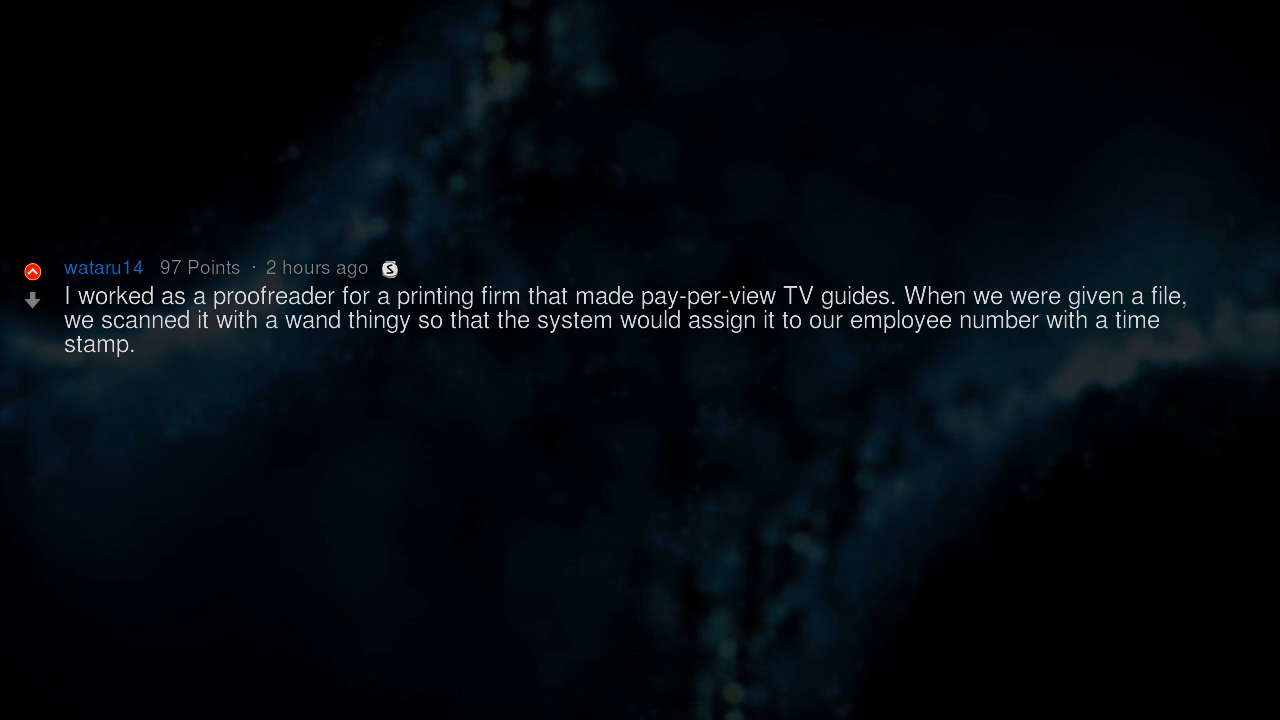 wataru14 97 Points · 2 hours ago S
I worked as a proofreader for a printing firm that made pay-per-view TV guides. When we were given a file,
we scanned it with a wand thingy so that the system would assign it to our employee number with a time
stamp.